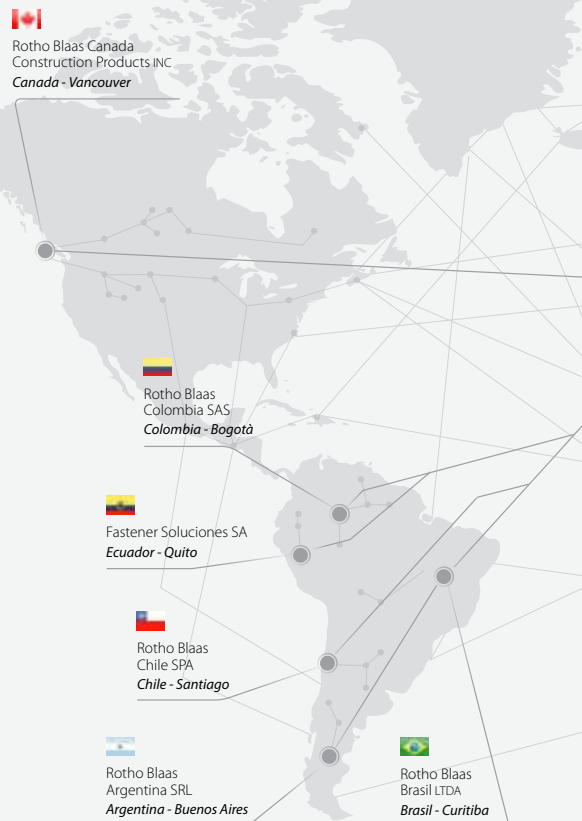 Rotho Blaas Canada
Construction Products INC
Canada - Vancouver
Rotho Blaas
Colombia SAS
Colombia - Bogotà
Fastener Soluciones SA
Ecuador - Quito
Rotho Blaas
Chile SPA
Chile - Santiago
Rotho Blaas
Argentina SRL
Argentina - Buenos Aires
Rotho Blaas
Brasil LTDA
Brasil - Curitiba